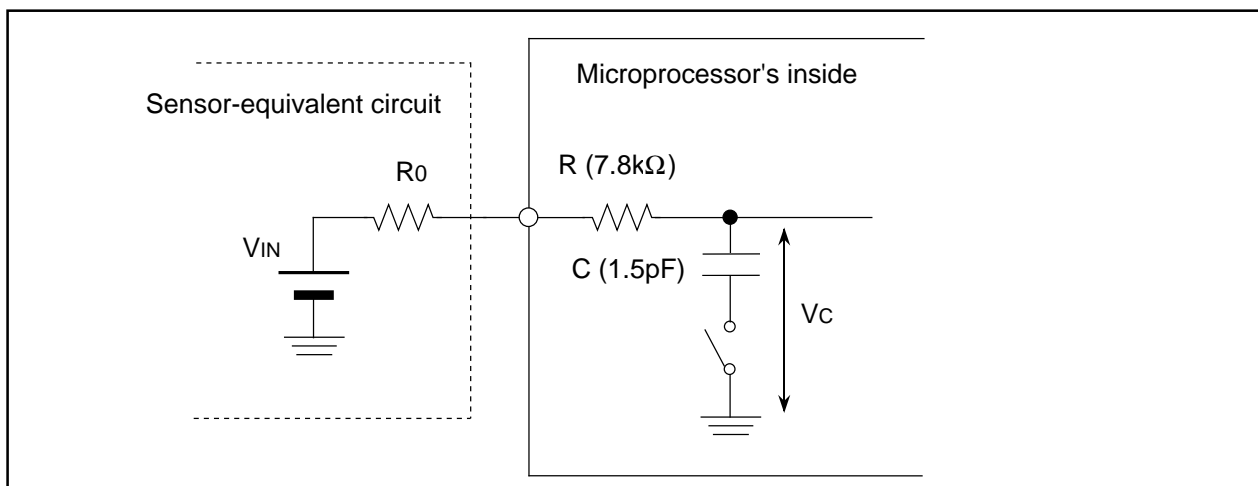 Microprocessor's inside
Sensor-equivalent circuit
R0
R (7.8kΩ)
VIN
C (1.5pF)
VC